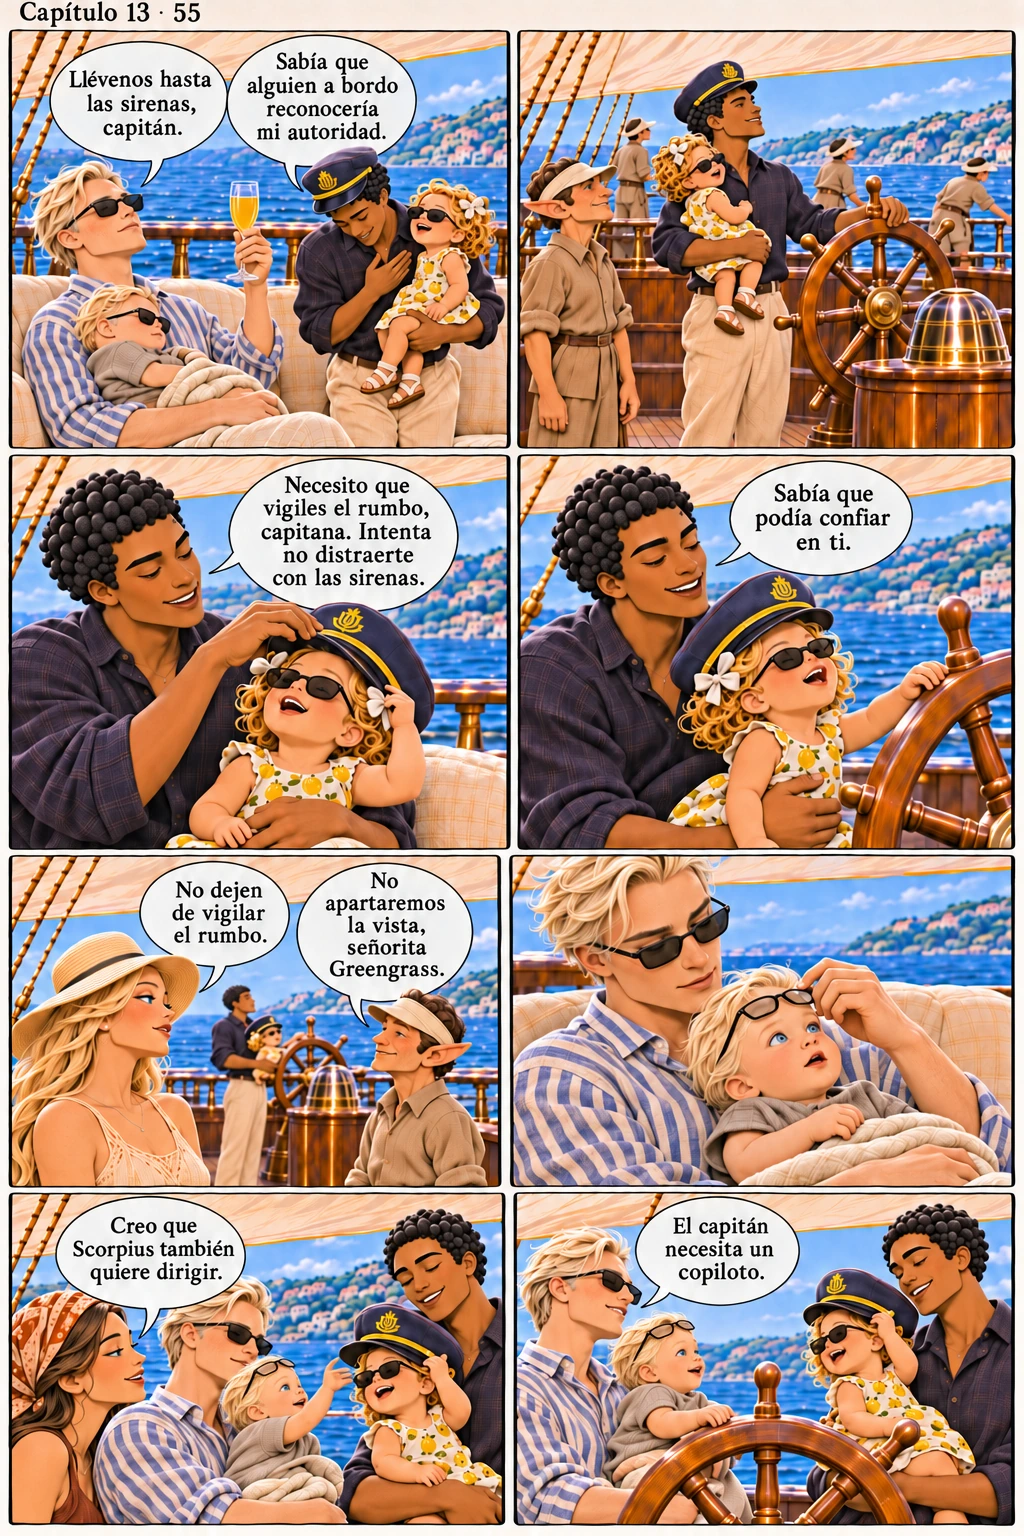 Capítulo 13 · 55
Llévenos hasta
las sirenas,
capitán.
Sabía que
alguien a bordo
reconocería
mi autoridad.
Necesito que
vigiles el rumbo,
capitana. Intenta
no distraerte
con las sirenas.
Sabía que
podía confiar
en ti.
No dejen
de vigilar
el rumbo.
No
apartaremos
la vista,
señorita
Greengrass.
Creo que
Scorpius también
quiere dirigir.
El capitán
necesita un
copiloto.